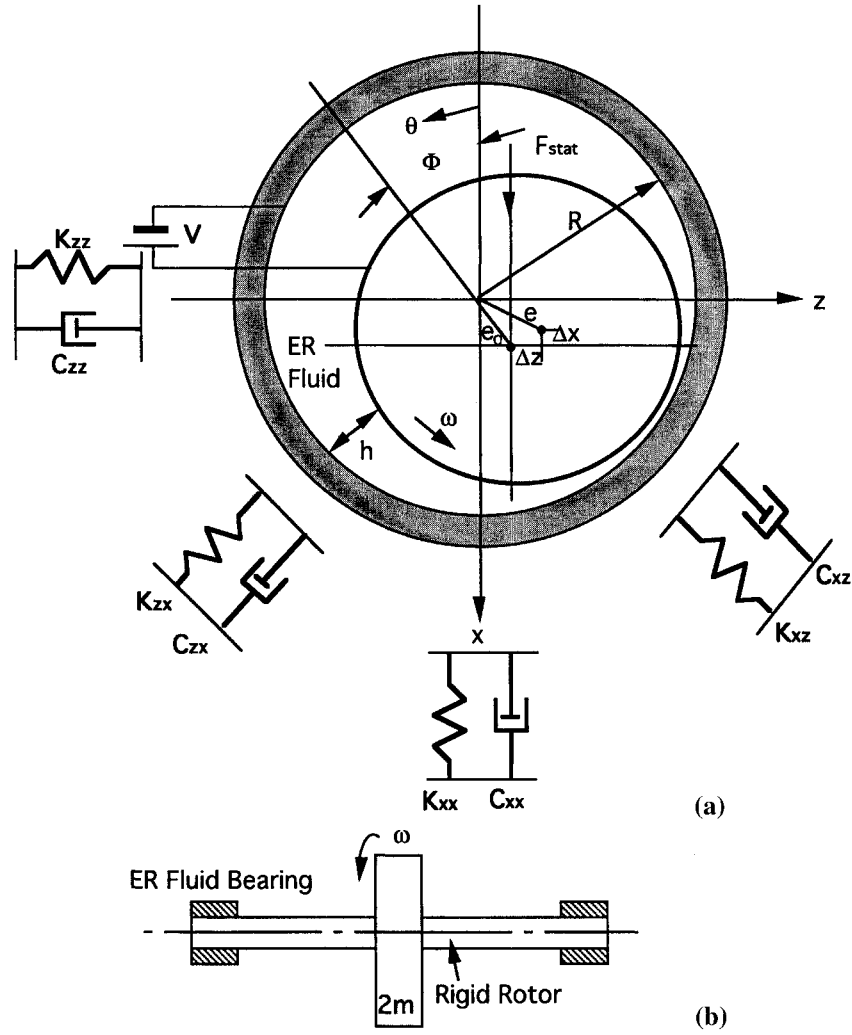 θ
Φ
Fstat
R
V
Kzz
Czz
z
e
eo
Δx
Δz
ER
Fluid
ω
h
Kzx
Czx
Cxz
Kxz
x
Kxx
Cxx
(a)
ω
ER Fluid Bearing
2m
Rigid Rotor
(b)